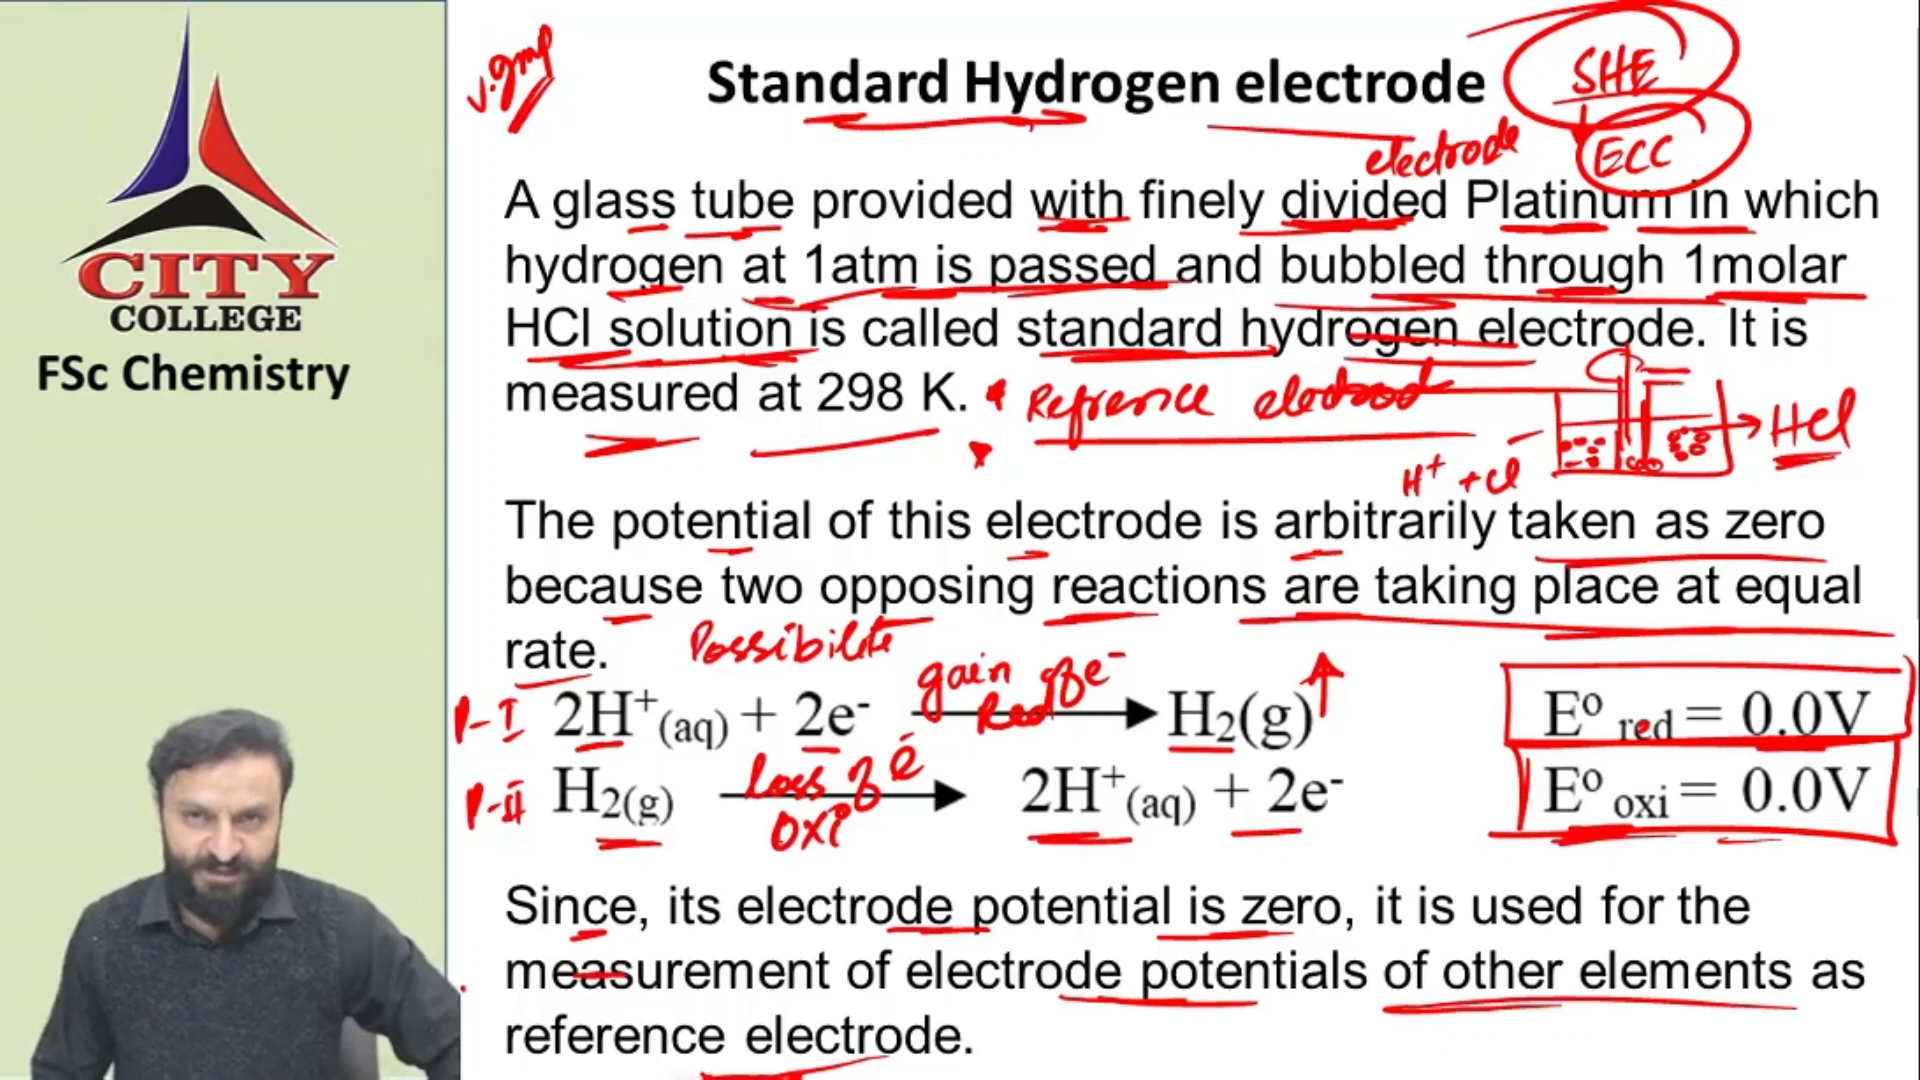 v.Imp
Standard Hydrogen electrode
SHE
ECC
electrode
A glass tube provided with finely divided Platinum in which
hydrogen at 1atm is passed and bubbled through 1molar
HCl solution is called standard hydrogen electrode. It is
measured at 298 K.
Refrence electrod
HCl
H⁺ + Cl
The potential of this electrode is arbitrarily taken as zero
because two opposing reactions are taking place at equal
rate.
Possibilite
gain of e⁻
P-I 2H⁺(aq) + 2e⁻ Red H₂(g)↑ E° red = 0.0V
loss of e⁻
P-II H₂(g) oxi 2H⁺(aq) + 2e⁻ E° oxi = 0.0V
Since, its electrode potential is zero, it is used for the
measurement of electrode potentials of other elements as
reference electrode.
CITY
COLLEGE
FSc Chemistry